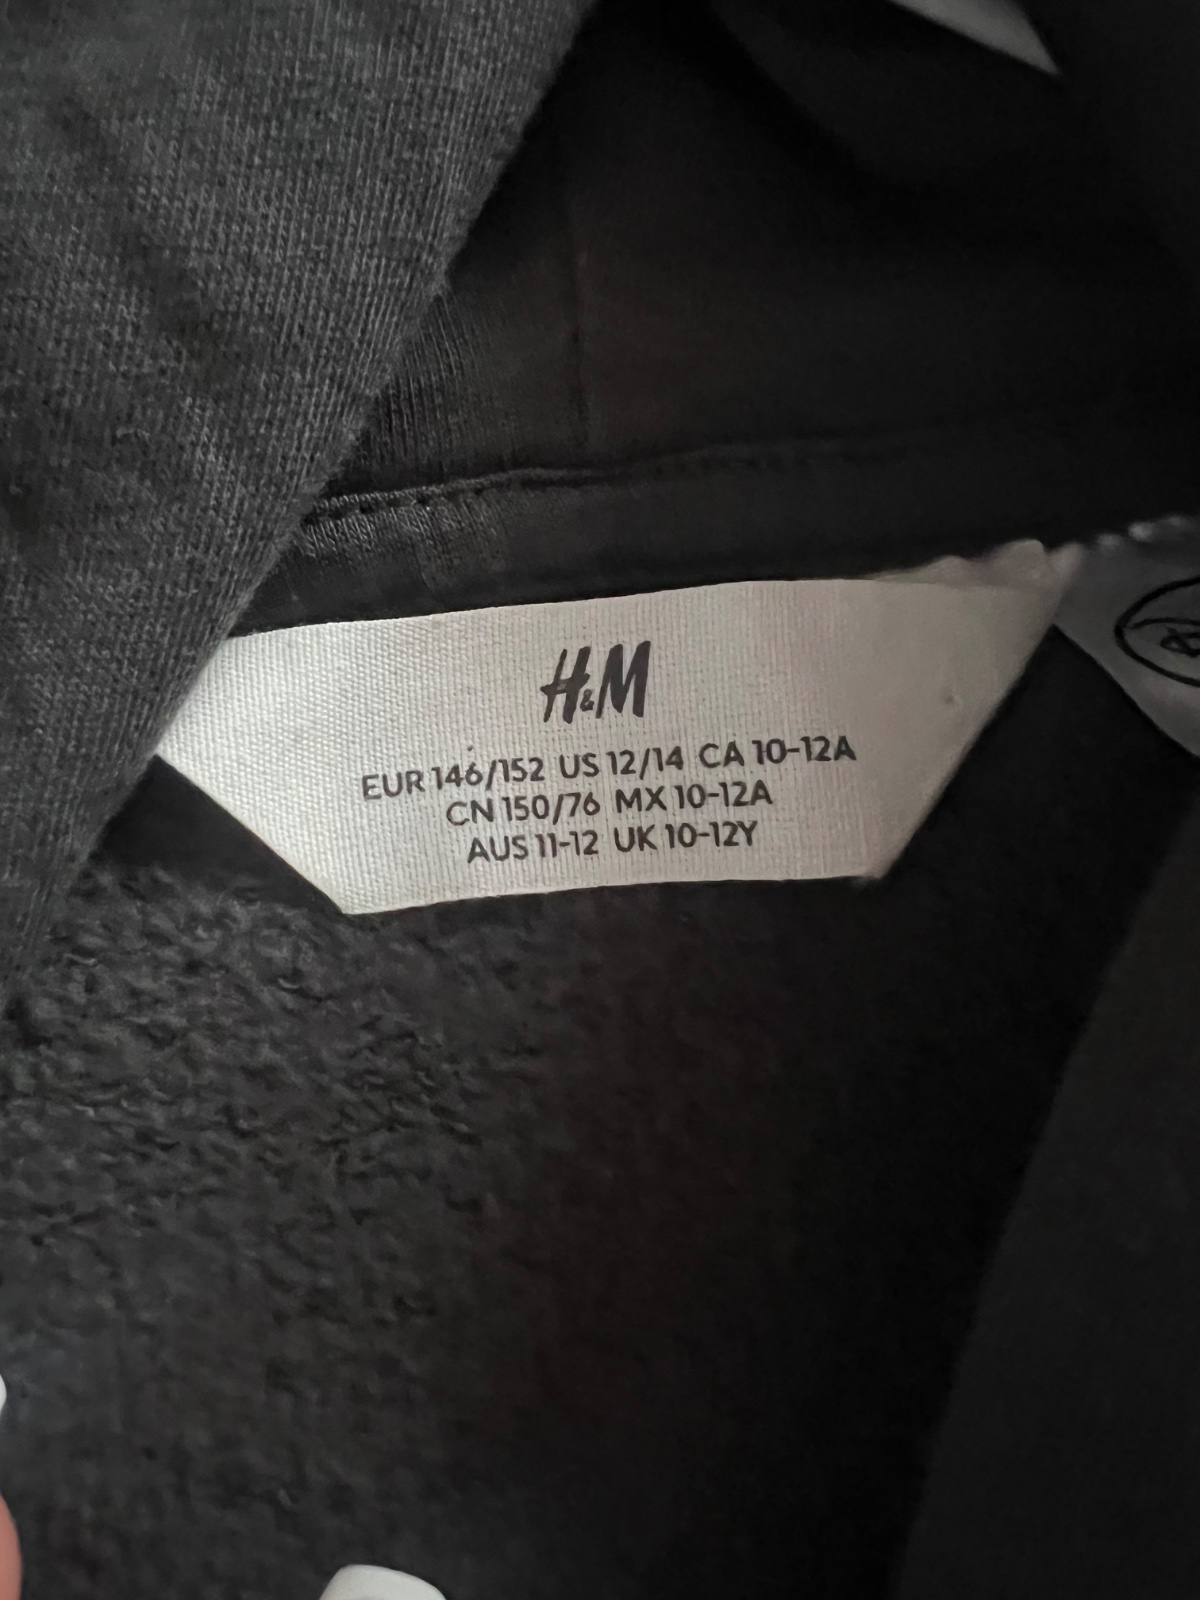 H&M
EUR 146/152 US 12/14 CA 10-12A
CN 150/76 MX 10-12A
AUS 11-12 UK 10-12Y